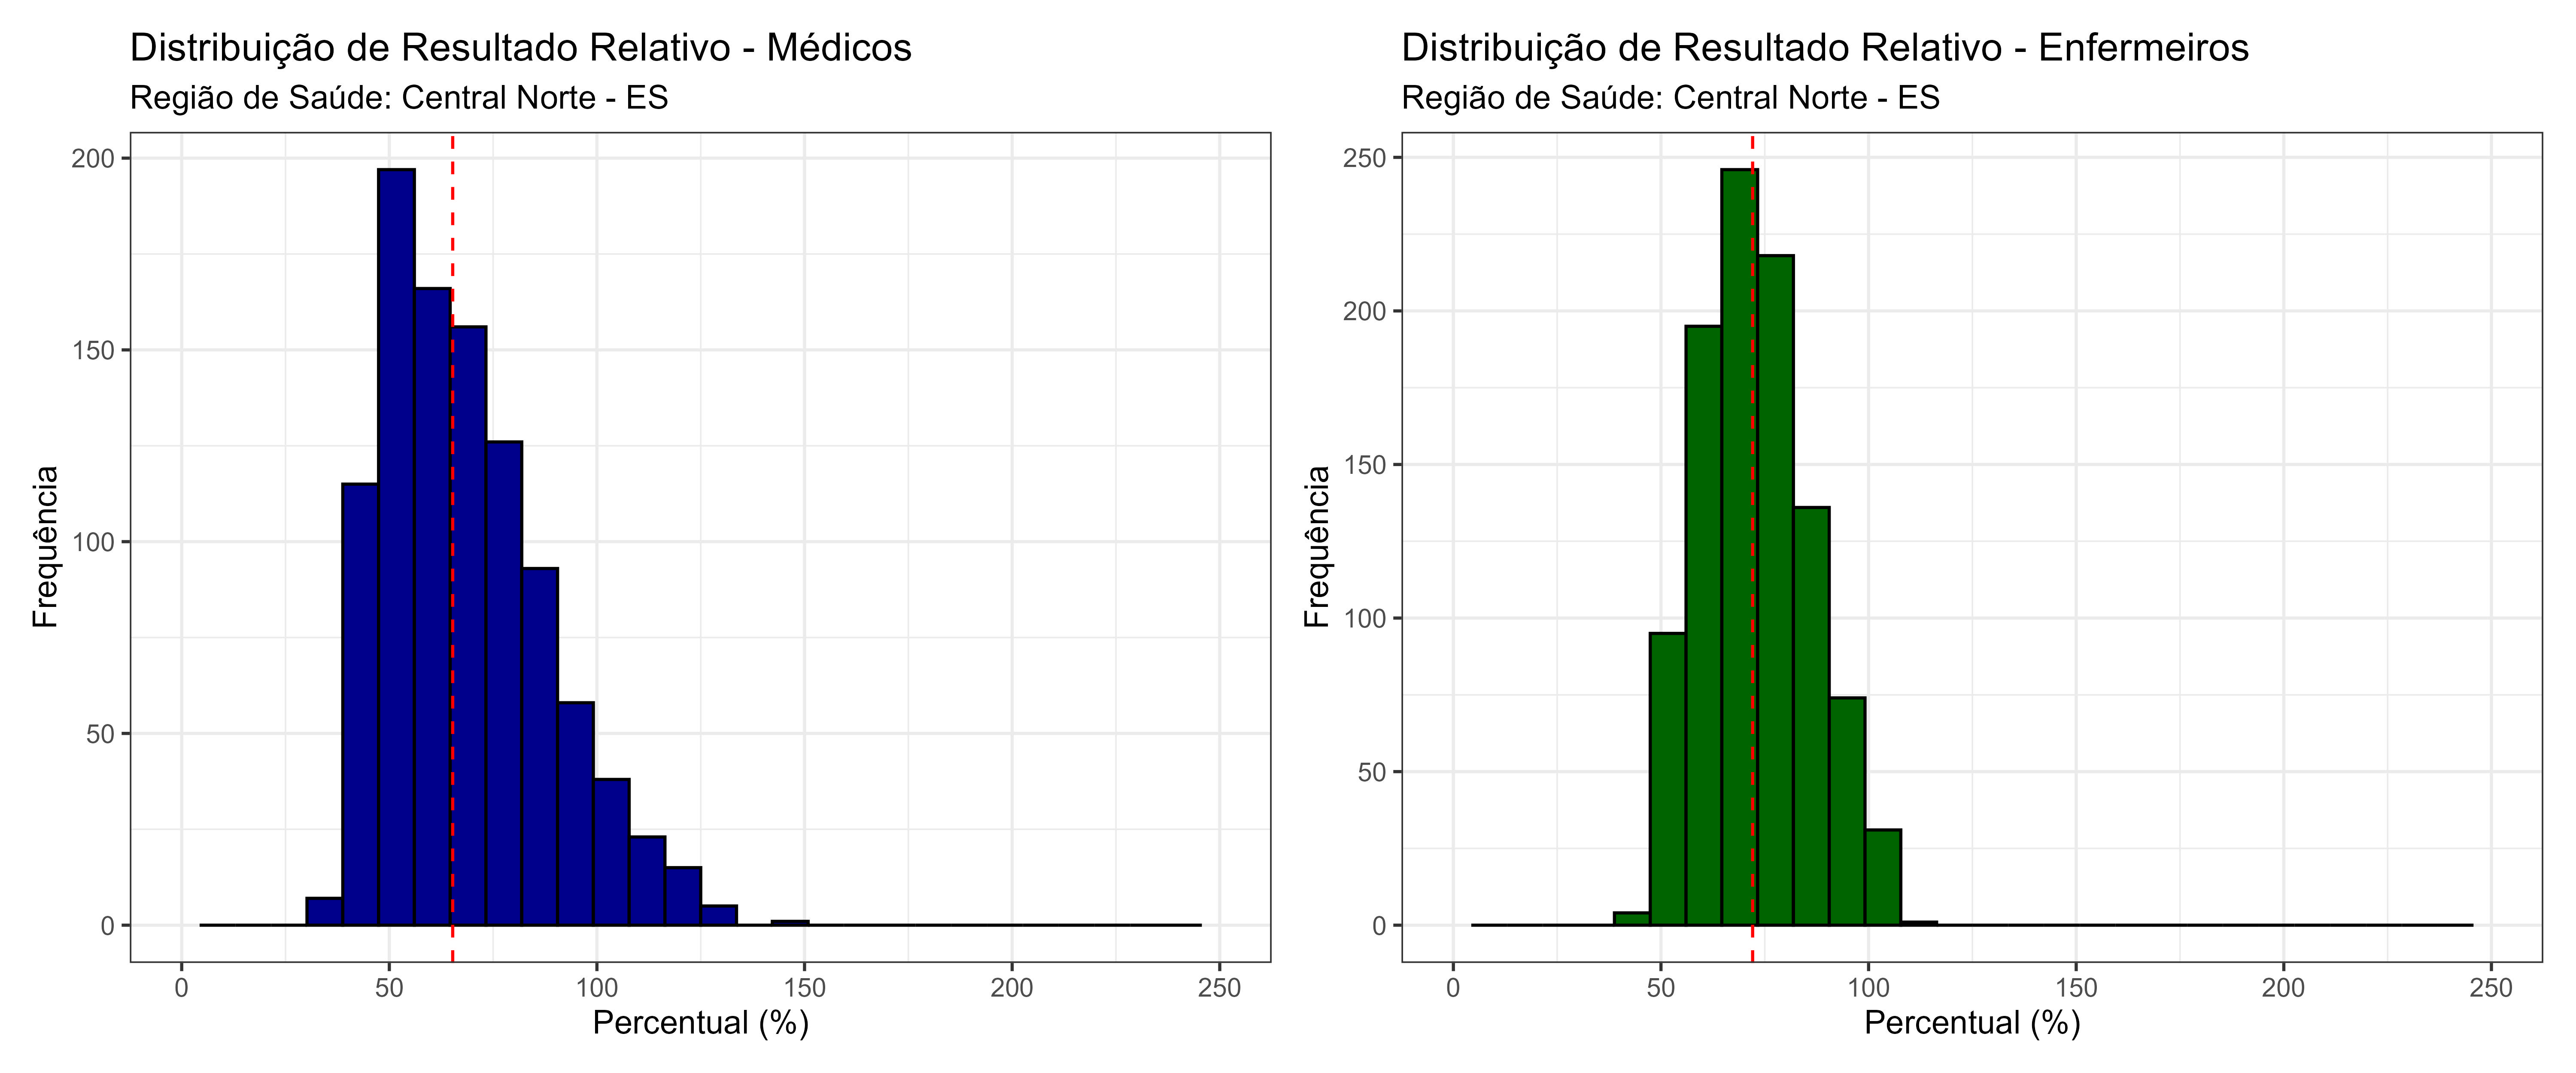 Distribuição de Resultado Relativo - Médicos
Região de Saúde: Central Norte - ES
200
150
100
50
0
Frequência
0 50 100 150 200 250
Percentual (%)
Distribuição de Resultado Relativo - Enfermeiros
Região de Saúde: Central Norte - ES
250
200
150
100
50
0
Frequência
0 50 100 150 200 250
Percentual (%)